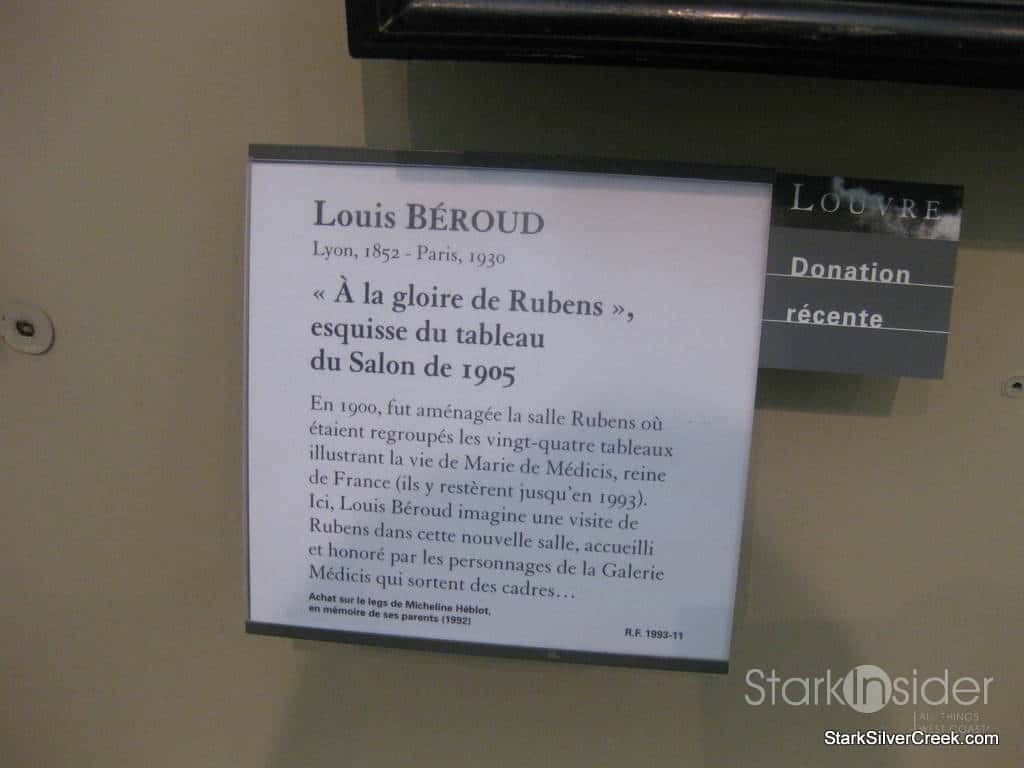 Louis BÉROUD
Lyon, 1852 - Paris, 1930
« À la gloire de Rubens »,
esquisse du tableau
du Salon de 1905
En 1900, fut aménagée la salle Rubens où
étaient regroupés les vingt-quatre tableaux
illustrant la vie de Marie de Médicis, reine
de France (ils y restèrent jusqu'en 1993).
Ici, Louis Béroud imagine une visite de
Rubens dans cette nouvelle salle, accueilli
et honoré par les personnages de la Galerie
Médicis qui sortent des cadres…
Achat sur le legs de Micheline Héblot,
en mémoire de ses parents (1992)
R.F. 1993-11
LOUVRE
Donation
récente
StarkInsider
ALL THINGS
WEST COAST
StarkSilverCreek.com